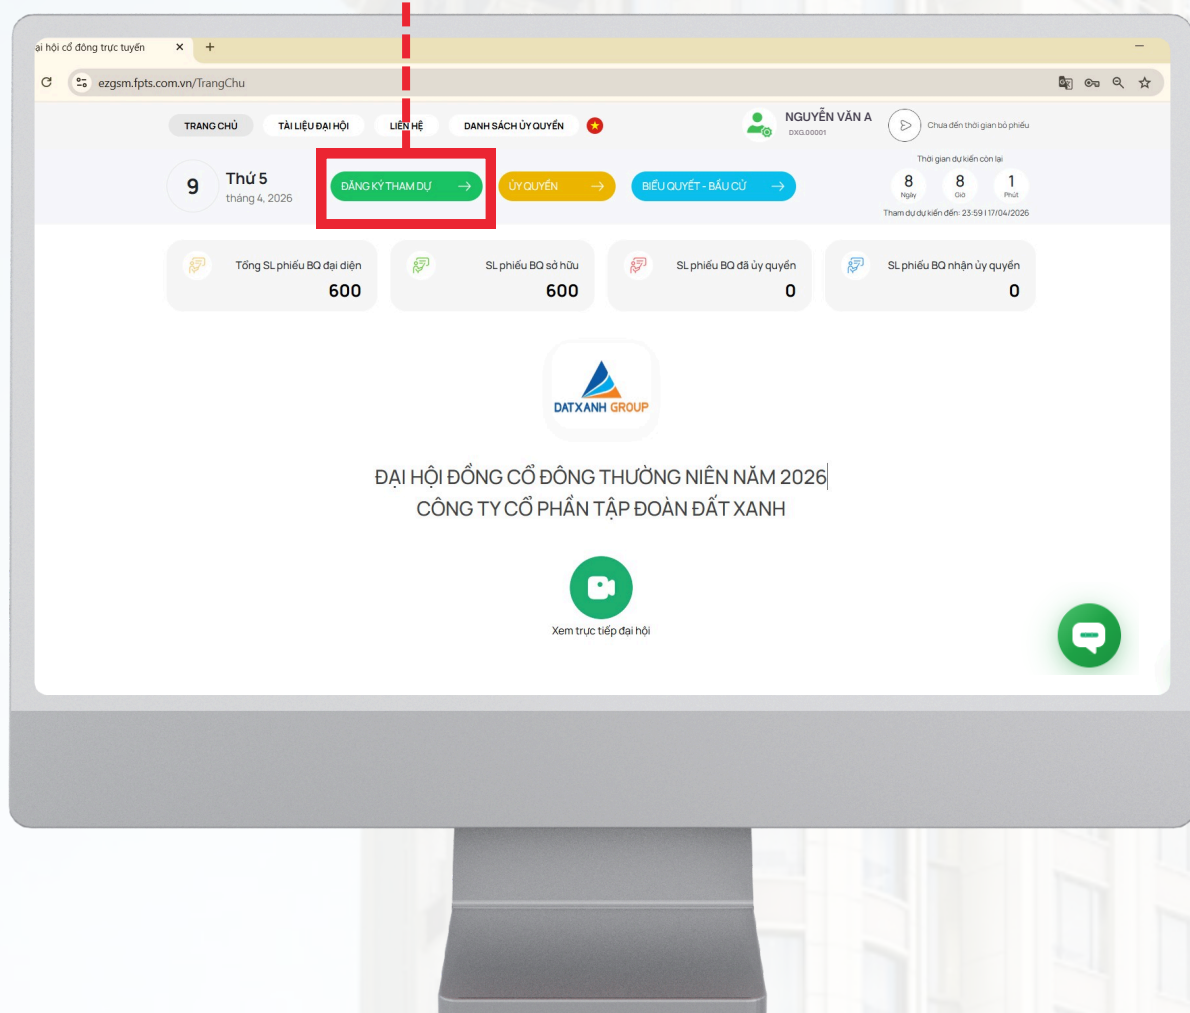 ại hội cổ đông trực tuyến
ezgsm.fpts.com.vn/TrangChu
TRANG CHỦ
TÀI LIỆU ĐẠI HỘI
LIÊN HỆ
DANH SÁCH ỦY QUYỀN
NGUYỄN VĂN A
DXG.00001
Chưa đến thời gian bỏ phiếu
9
Thứ 5
tháng 4, 2026
ĐĂNG KÝ THAM DỰ
ỦY QUYỀN
BIỂU QUYẾT - BẦU CỬ
Thời gian dự kiến còn lại
8
8
1
Ngày
Giờ
Phút
Tham dự dự kiến đến: 23:59 | 17/04/2026
Tổng SL phiếu BQ đại diện
600
SL phiếu BQ sở hữu
600
SL phiếu BQ đã ủy quyền
0
SL phiếu BQ nhận ủy quyền
0
DATXANH GROUP
ĐẠI HỘI ĐỒNG CỔ ĐÔNG THƯỜNG NIÊN NĂM 2026
CÔNG TY CỔ PHẦN TẬP ĐOÀN ĐẤT XANH
Xem trực tiếp đại hội